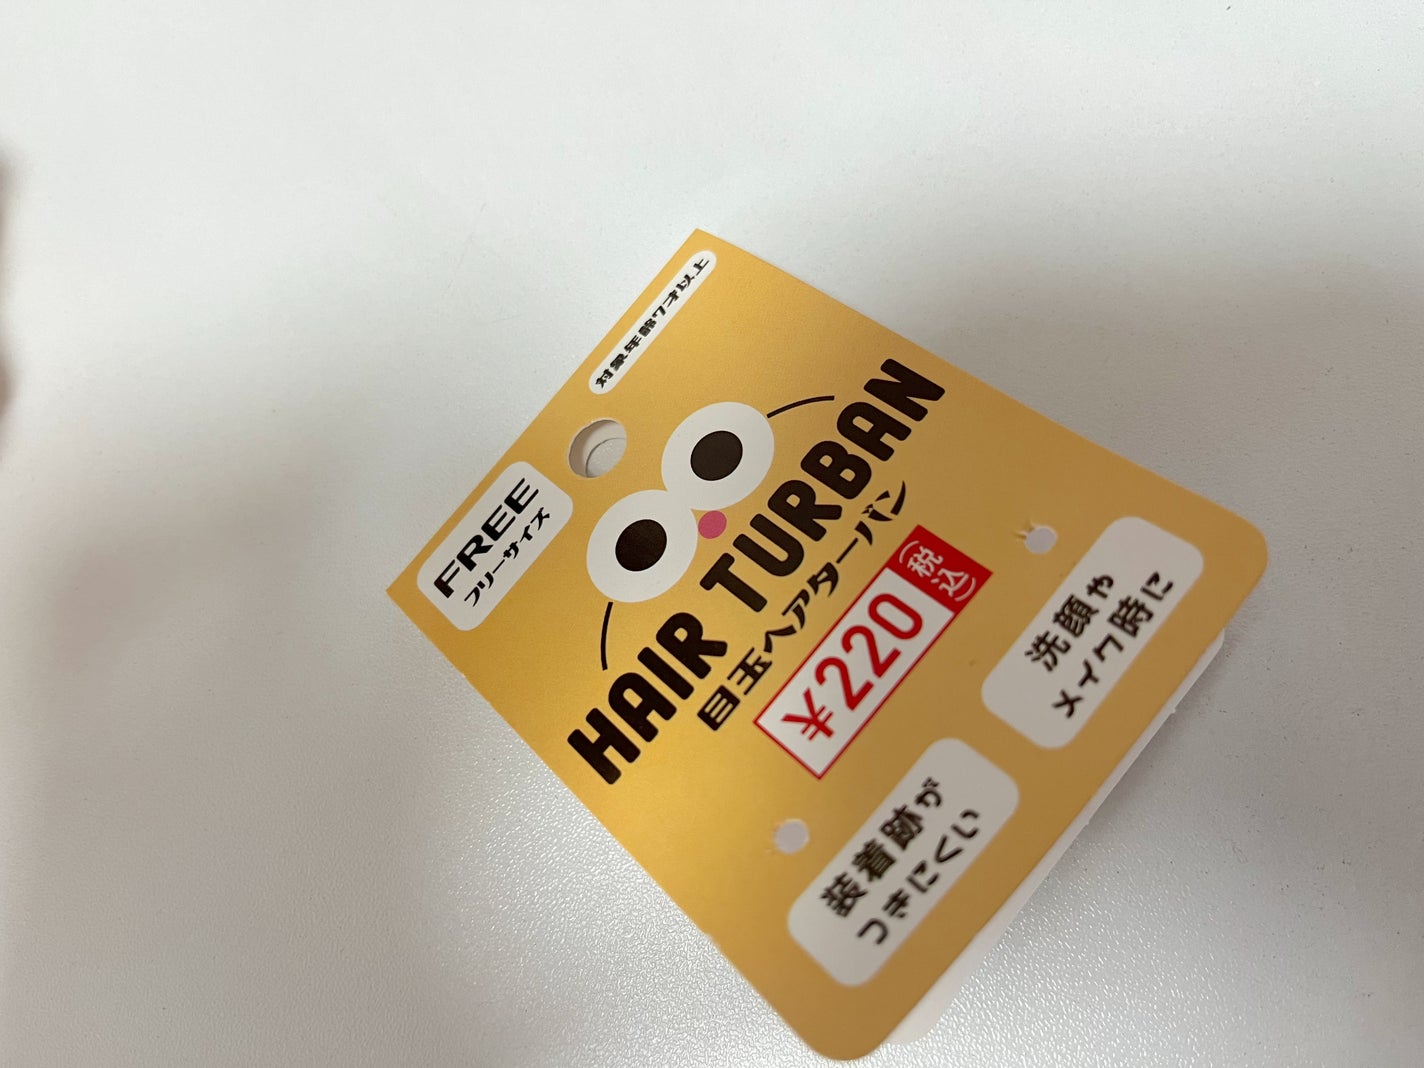 対象年齢7才以上
FREE
フリーサイズ
HAIR TURBAN
目玉ヘアターバン
¥220
(税込)
装着跡が
つきにくい
洗顔や
メイク時に